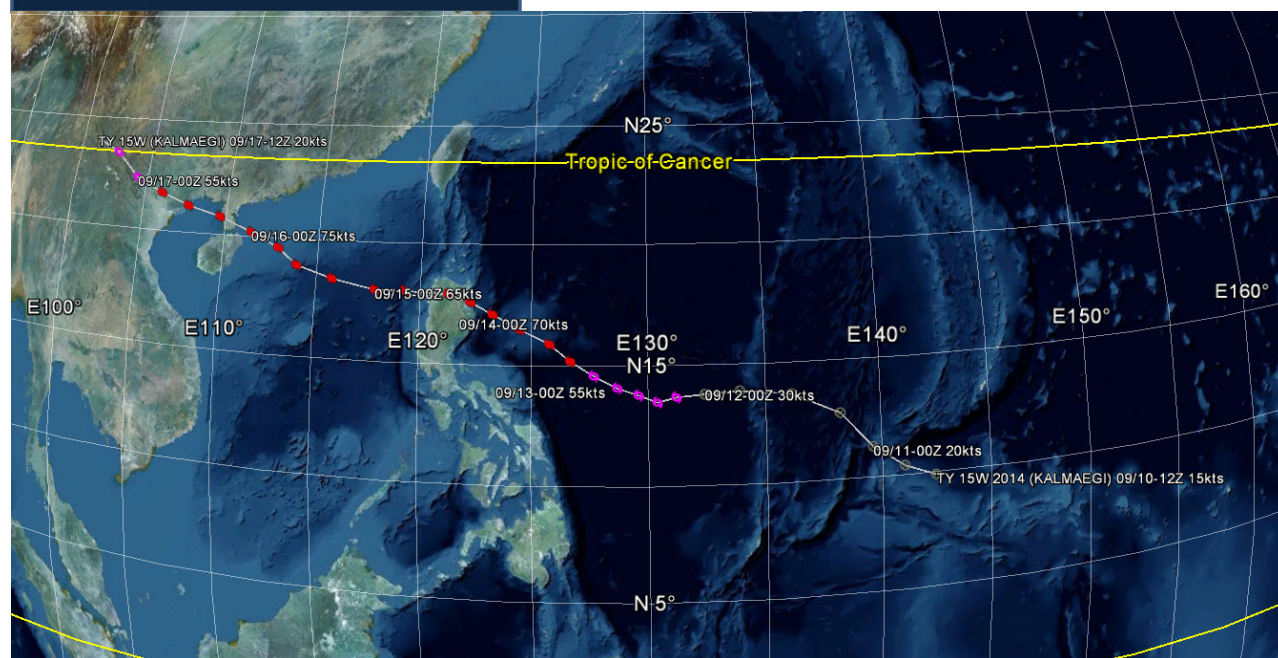 N25°
TY 15W (KALMAEGI) 09/17-12Z 20kts
Tropic of Cancer
09/17-00Z 55kts
09/16-00Z 75kts
09/15-00Z 65kts
E160°
E100°
E150°
E110°
09/14-00Z 70kts
E140°
E120°
E130°
N15°
09/13-00Z 55kts
09/12-00Z 30kts
09/11-00Z 20kts
TY 15W 2014 (KALMAEGI) 09/10-12Z 15kts
N 5°